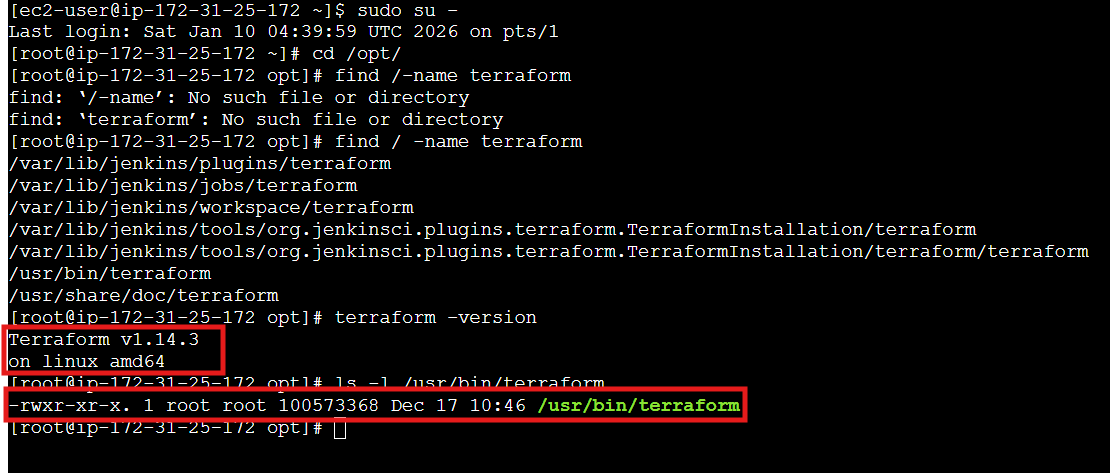 [ec2-user@ip-172-31-25-172 ~]$ sudo su -
Last login: Sat Jan 10 04:39:59 UTC 2026 on pts/1
[root@ip-172-31-25-172 ~]# cd /opt/
[root@ip-172-31-25-172 opt]# find /-name terraform
find: ‘/-name’: No such file or directory
find: ‘terraform’: No such file or directory
[root@ip-172-31-25-172 opt]# find / -name terraform
/var/lib/jenkins/plugins/terraform
/var/lib/jenkins/jobs/terraform
/var/lib/jenkins/workspace/terraform
/var/lib/jenkins/tools/org.jenkinsci.plugins.terraform.TerraformInstallation/terraform
/var/lib/jenkins/tools/org.jenkinsci.plugins.terraform.TerraformInstallation/terraform/terraform
/usr/bin/terraform
/usr/share/doc/terraform
[root@ip-172-31-25-172 opt]# terraform -version
Terraform v1.14.3
on linux amd64
[root@ip-172-31-25-172 opt]# ls -l /usr/bin/terraform
-rwxr-xr-x. 1 root root 100573368 Dec 17 10:46 /usr/bin/terraform
[root@ip-172-31-25-172 opt]#